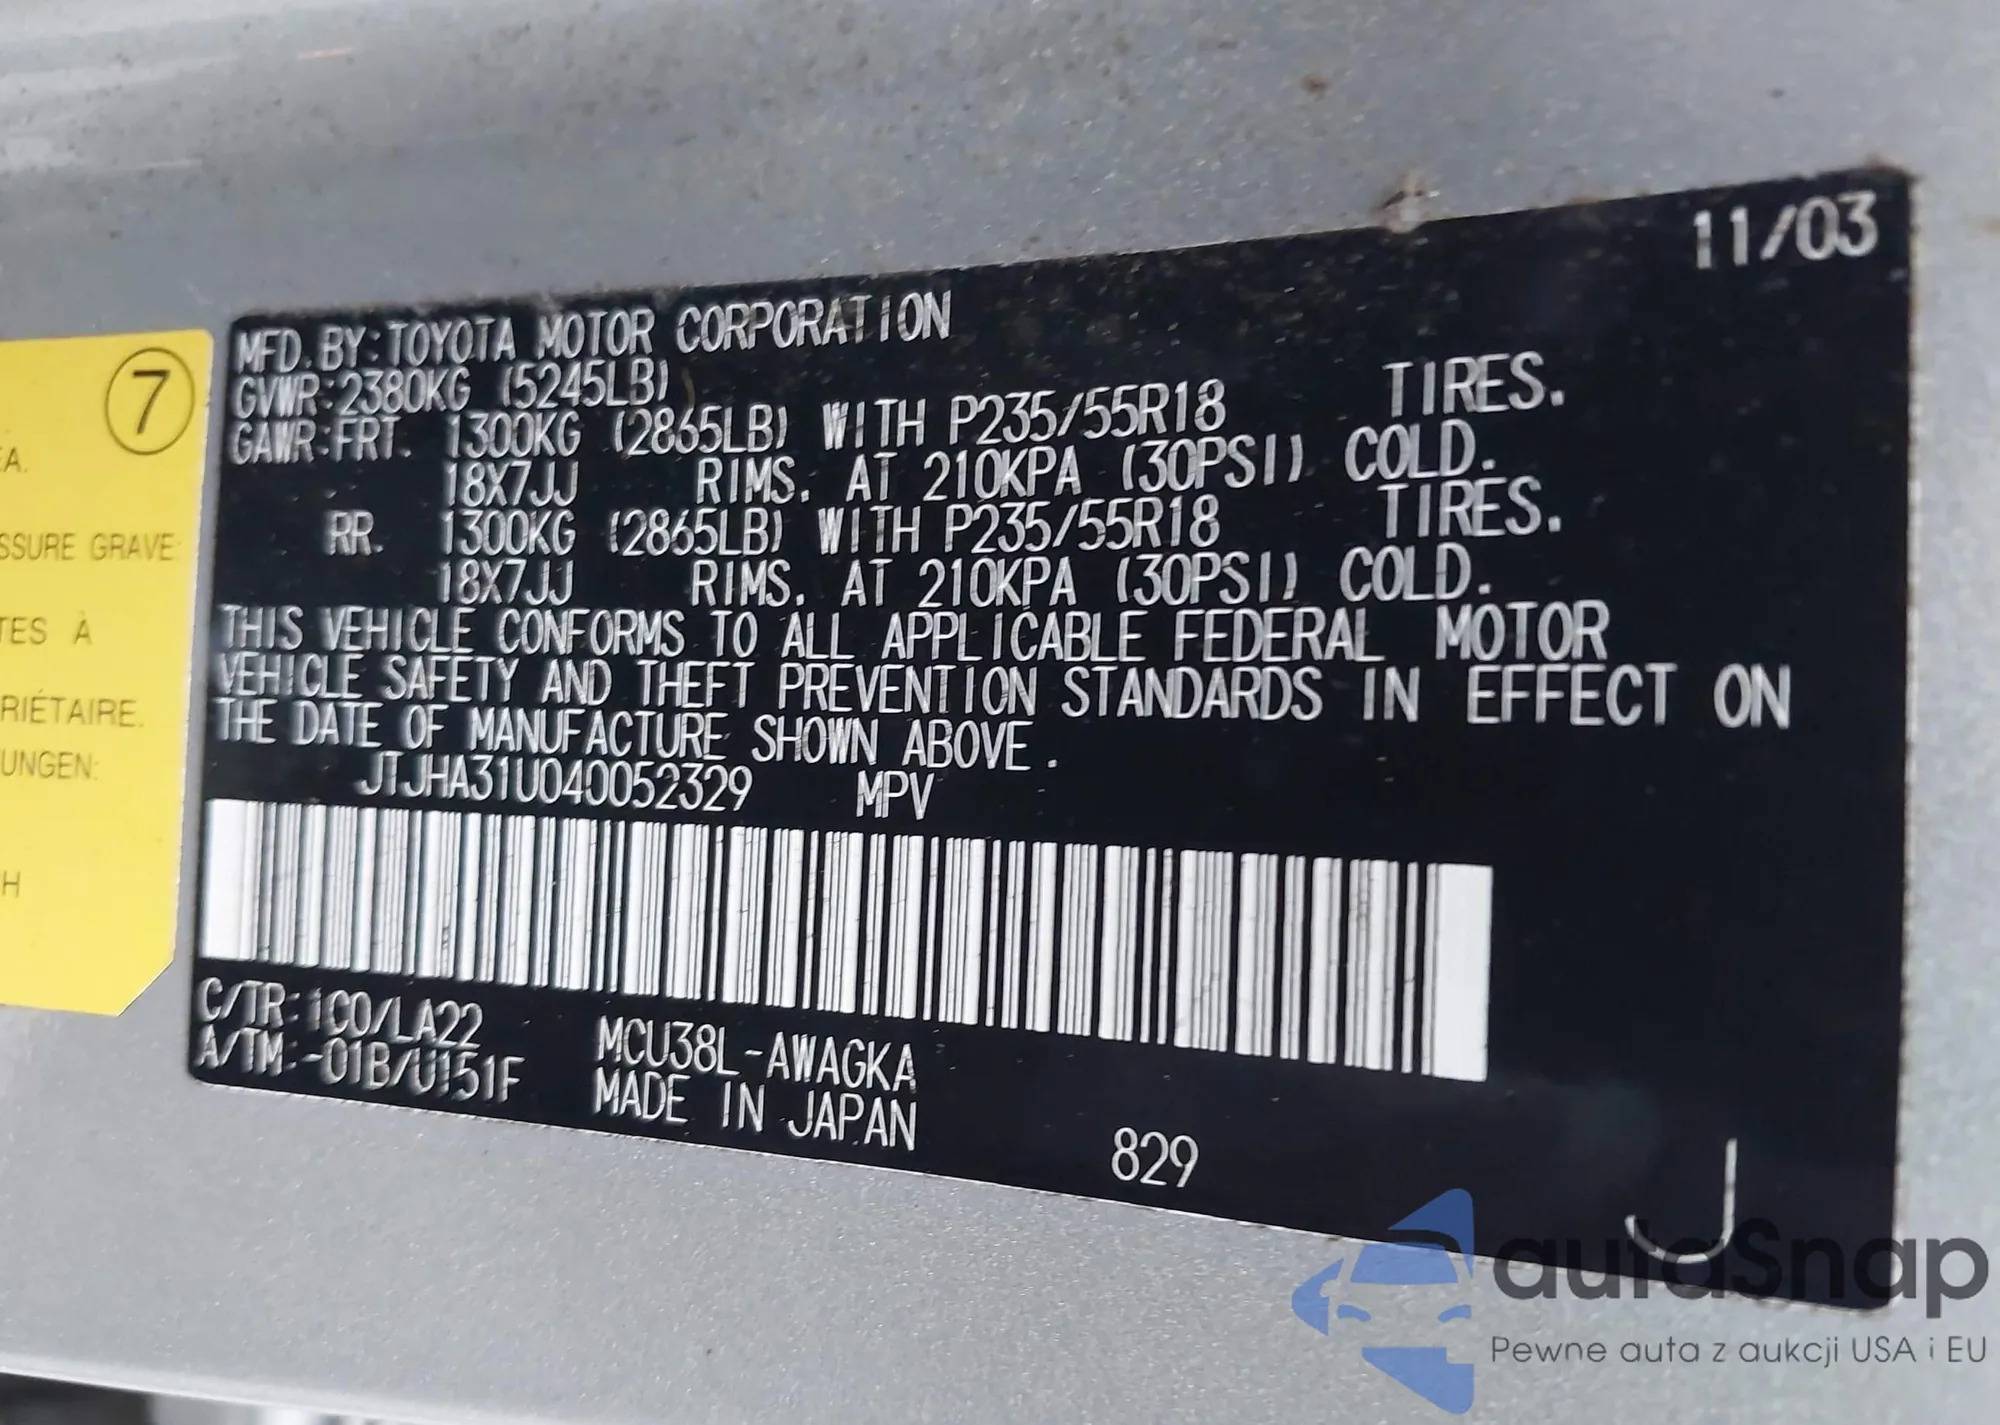 11/03
MFD. BY: TOYOTA MOTOR CORPORATION
GVWR: 2380KG (5245LB)
GAWR: FRT. 1300KG (2865LB) WITH P235/55R18 TIRES.
18X7JJ RIMS. AT 210KPA (30PSI) COLD.
RR. 1300KG (2865LB) WITH P235/55R18 TIRES.
18X7JJ RIMS. AT 210KPA (30PSI) COLD.
THIS VEHICLE CONFORMS TO ALL APPLICABLE FEDERAL MOTOR
VEHICLE SAFETY AND THEFT PREVENTION STANDARDS IN EFFECT ON
THE DATE OF MANUFACTURE SHOWN ABOVE.
JTJHA31U040052329 MPV
C/TR: 1C0/LA22 MCU38L-AWAGKA
A/TM: -01B/U151F MADE IN JAPAN
829
J
7
EA.
SSURE GRAVE
TES À
RIÉTAIRE.
UNGEN:
H
autaSnap
Pewne auta z aukcji USA i EU